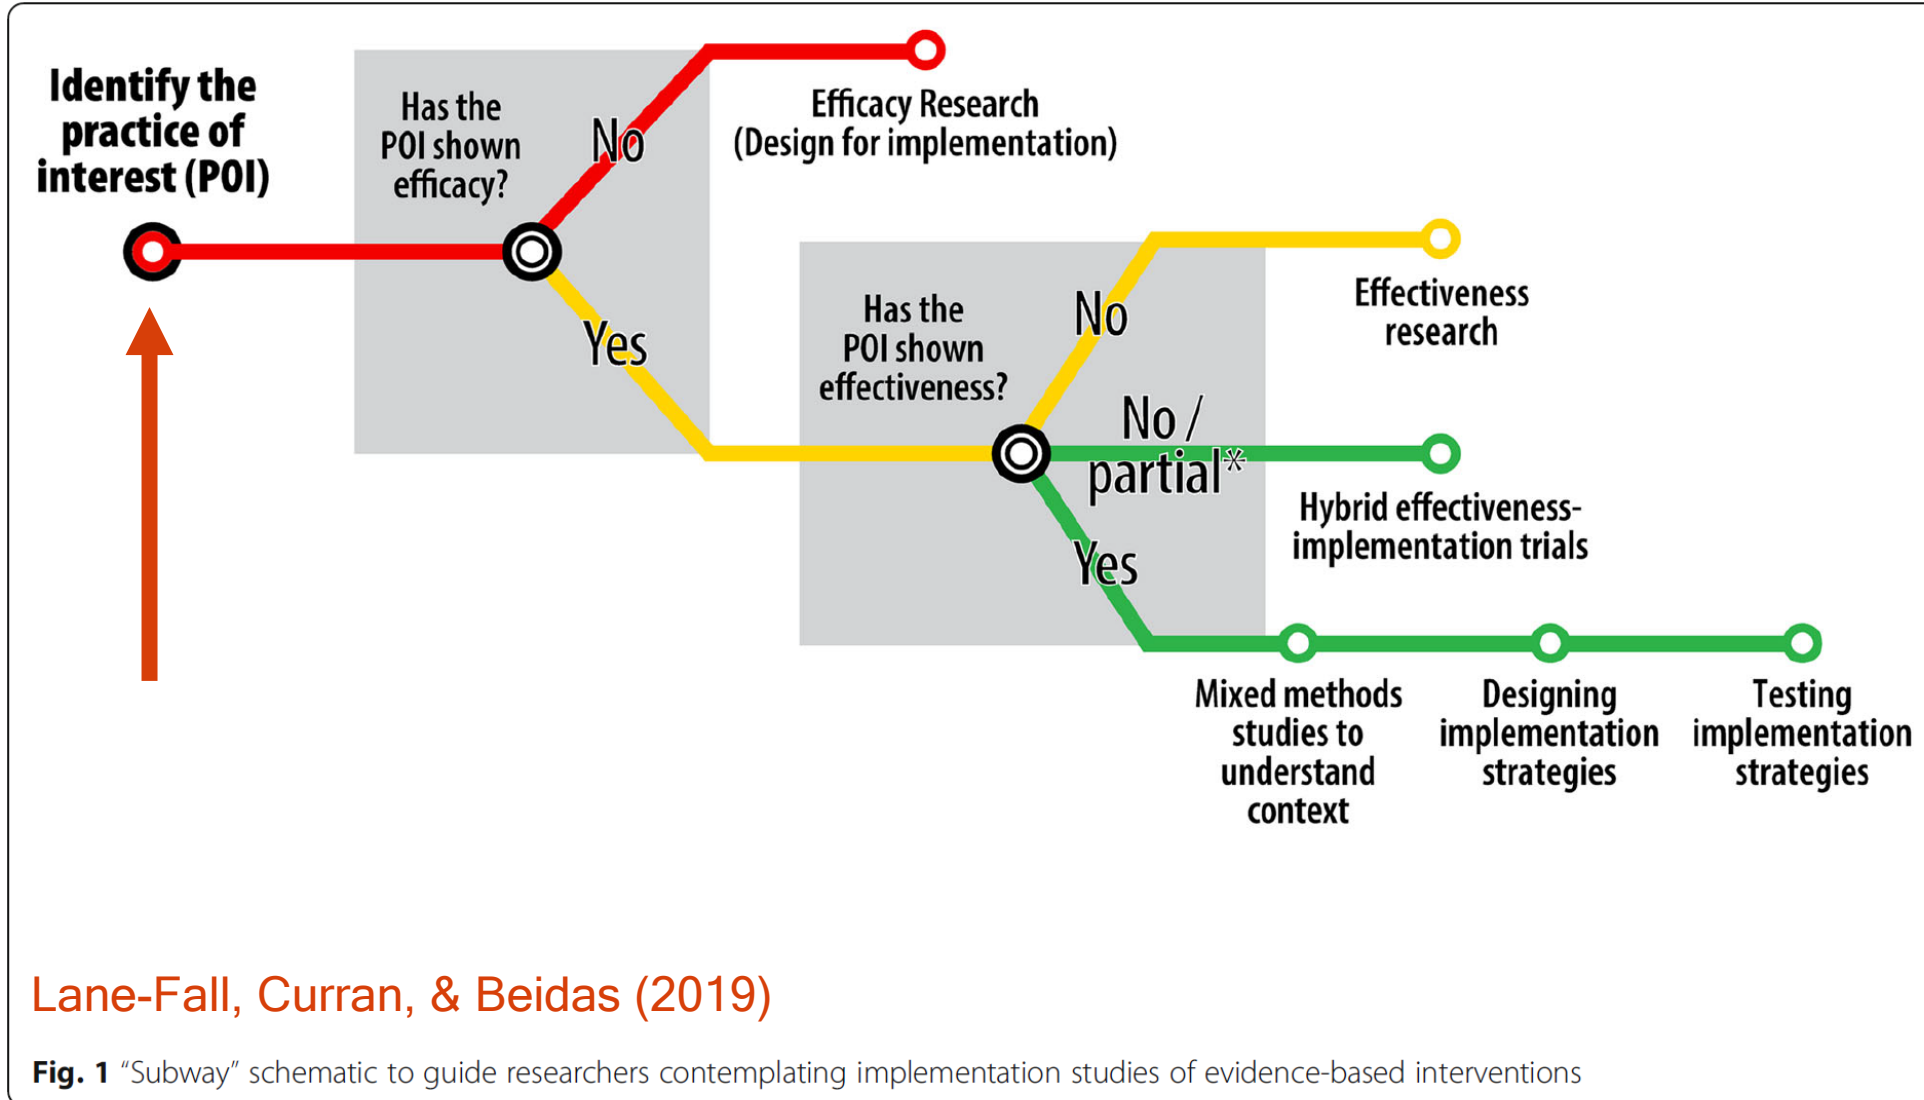 Identify the
practice of
interest (POI)
Has the
POI shown
efficacy?
No
Yes
Efficacy Research
(Design for implementation)
Has the
POI shown
effectiveness?
No
No /
partial*
Yes
Effectiveness
research
Hybrid effectiveness-
implementation trials
Mixed methods
studies to
understand
context
Designing
implementation
strategies
Testing
implementation
strategies
Lane-Fall, Curran, & Beidas (2019)
Fig. 1 “Subway” schematic to guide researchers contemplating implementation studies of evidence-based interventions